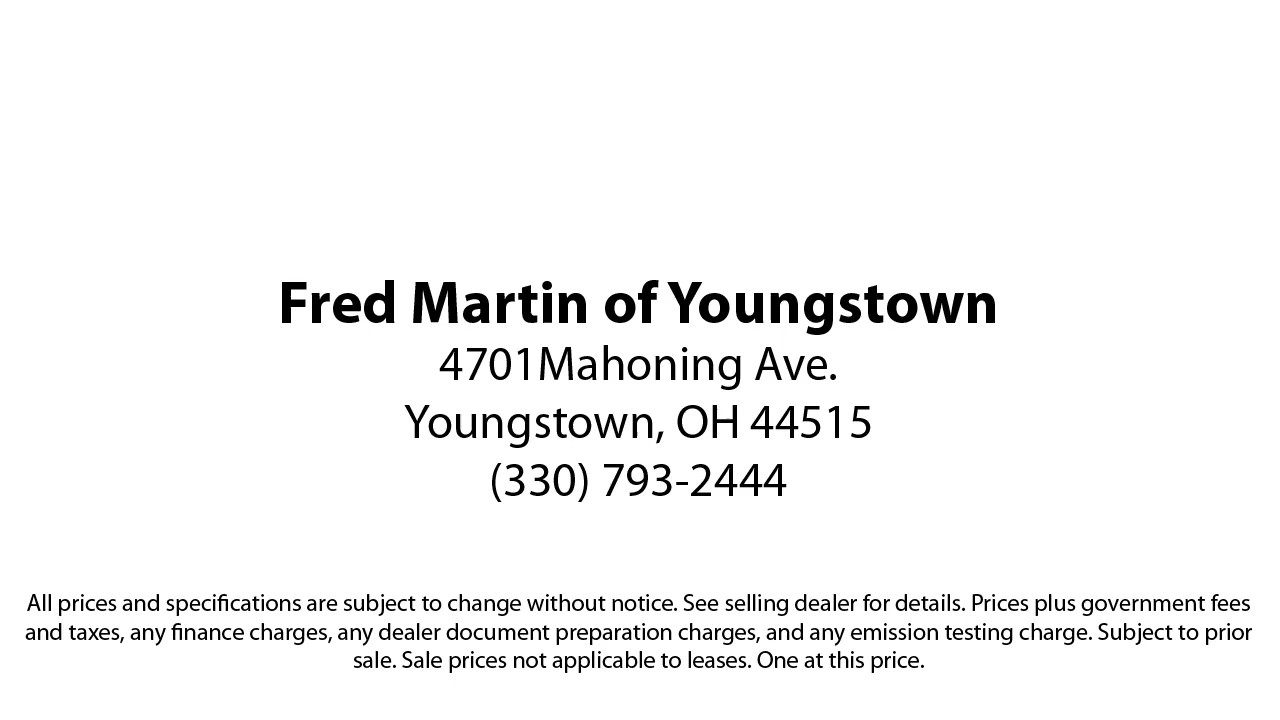 Fred Martin of Youngstown
4701Mahoning Ave.
Youngstown, OH 44515
(330) 793-2444
All prices and specifications are subject to change without notice. See selling dealer for details. Prices plus government fees
and taxes, any finance charges, any dealer document preparation charges, and any emission testing charge. Subject to prior
sale. Sale prices not applicable to leases. One at this price.